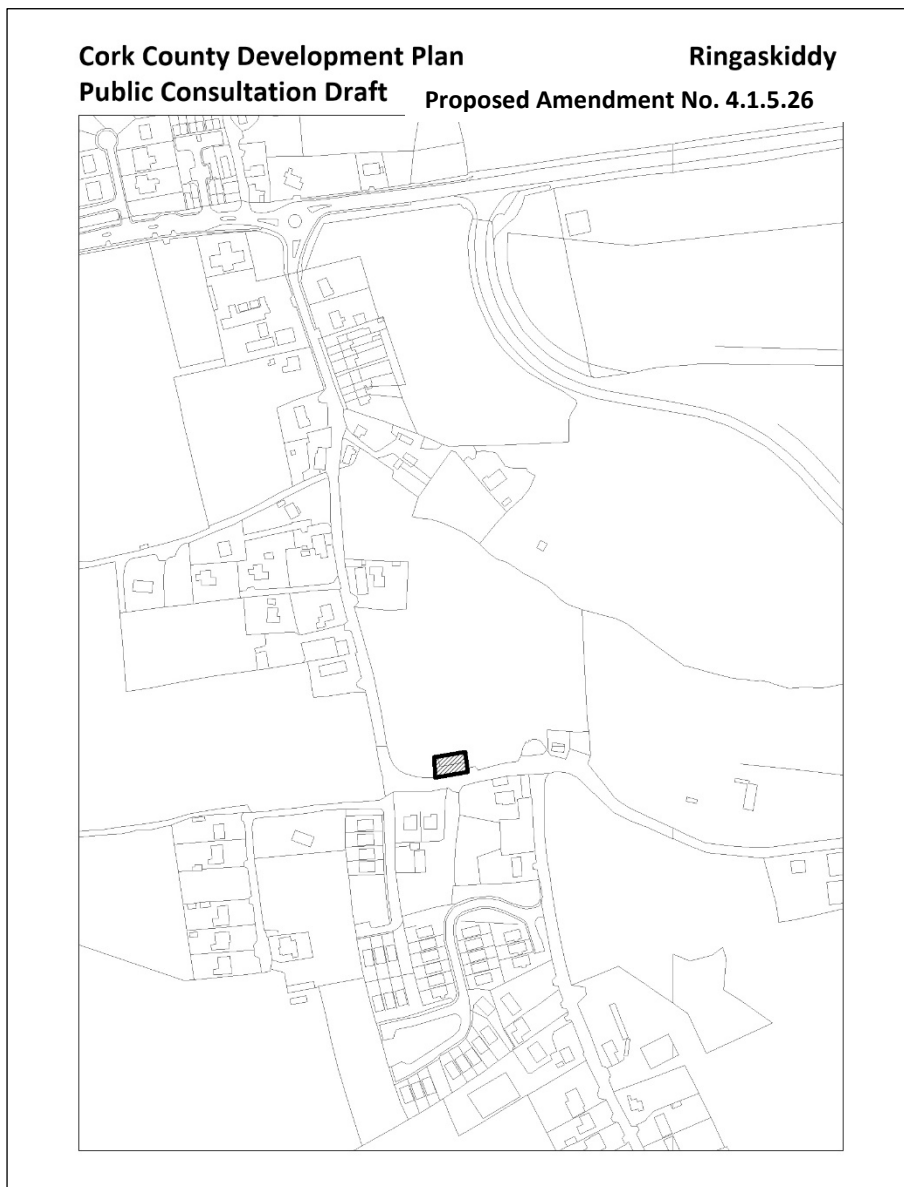 Cork County Development Plan
Ringaskiddy
Public Consultation Draft
Proposed Amendment No. 4.1.5.26